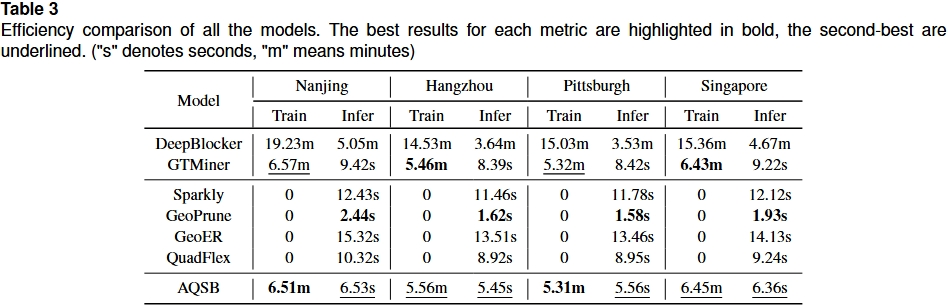 Table 3
Efficiency comparison of all the models. The best results for each metric are highlighted in bold, the second-best are
underlined. ("s" denotes seconds, "m" means minutes)
Model Nanjing Hangzhou Pittsburgh Singapore
Train Infer Train Infer Train Infer Train Infer
DeepBlocker 19.23m 5.05m 14.53m 3.64m 15.03m 3.53m 15.36m 4.67m
GTMiner 6.57m 9.42s 5.46m 8.39s 5.32m 8.42s 6.43m 9.22s
Sparkly 0 12.43s 0 11.46s 0 11.78s 0 12.12s
GeoPrune 0 2.44s 0 1.62s 0 1.58s 0 1.93s
GeoER 0 15.32s 0 13.51s 0 13.46s 0 14.13s
QuadFlex 0 10.32s 0 8.92s 0 8.95s 0 9.24s
AQSB 6.51m 6.53s 5.56m 5.45s 5.31m 5.56s 6.45m 6.36s